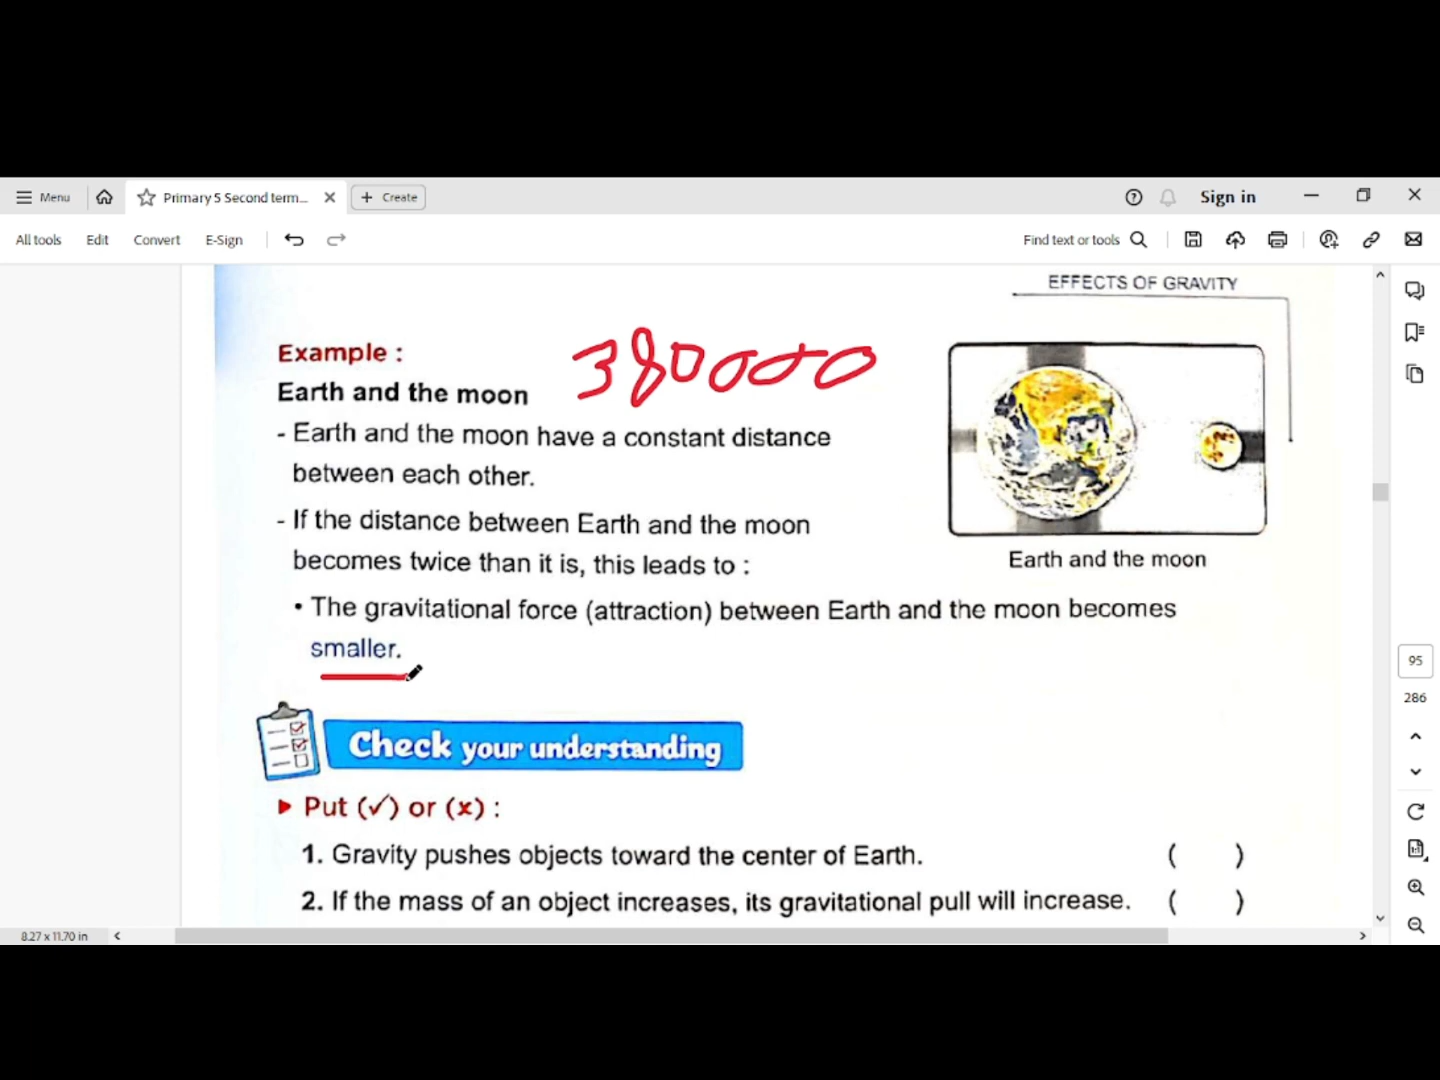 Menu
Primary 5 Second term...
Create
Sign in
All tools
Edit
Convert
E-Sign
Find text or tools
EFFECTS OF GRAVITY
Example :
380000
Earth and the moon
- Earth and the moon have a constant distance
between each other.
- If the distance between Earth and the moon
becomes twice than it is, this leads to :
Earth and the moon
• The gravitational force (attraction) between Earth and the moon becomes
smaller.
95
286
Check your understanding
▶ Put (✓) or (x) :
1. Gravity pushes objects toward the center of Earth. ( )
2. If the mass of an object increases, its gravitational pull will increase. ( )
8.27 x 11.70 in